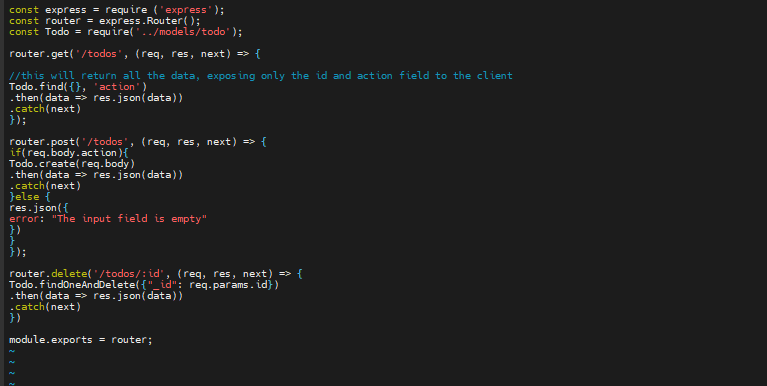 const express = require ('express');
const router = express.Router();
const Todo = require('../models/todo');

router.get('/todos', (req, res, next) => {

//this will return all the data, exposing only the id and action field to the client
Todo.find({}, 'action')
.then(data => res.json(data))
.catch(next)
});

router.post('/todos', (req, res, next) => {
if(req.body.action){
Todo.create(req.body)
.then(data => res.json(data))
.catch(next)
}else {
res.json({
error: "The input field is empty"
})
}
});

router.delete('/todos/:id', (req, res, next) => {
Todo.findOneAndDelete({"_id": req.params.id})
.then(data => res.json(data))
.catch(next)
})

module.exports = router;
~
~
~
~